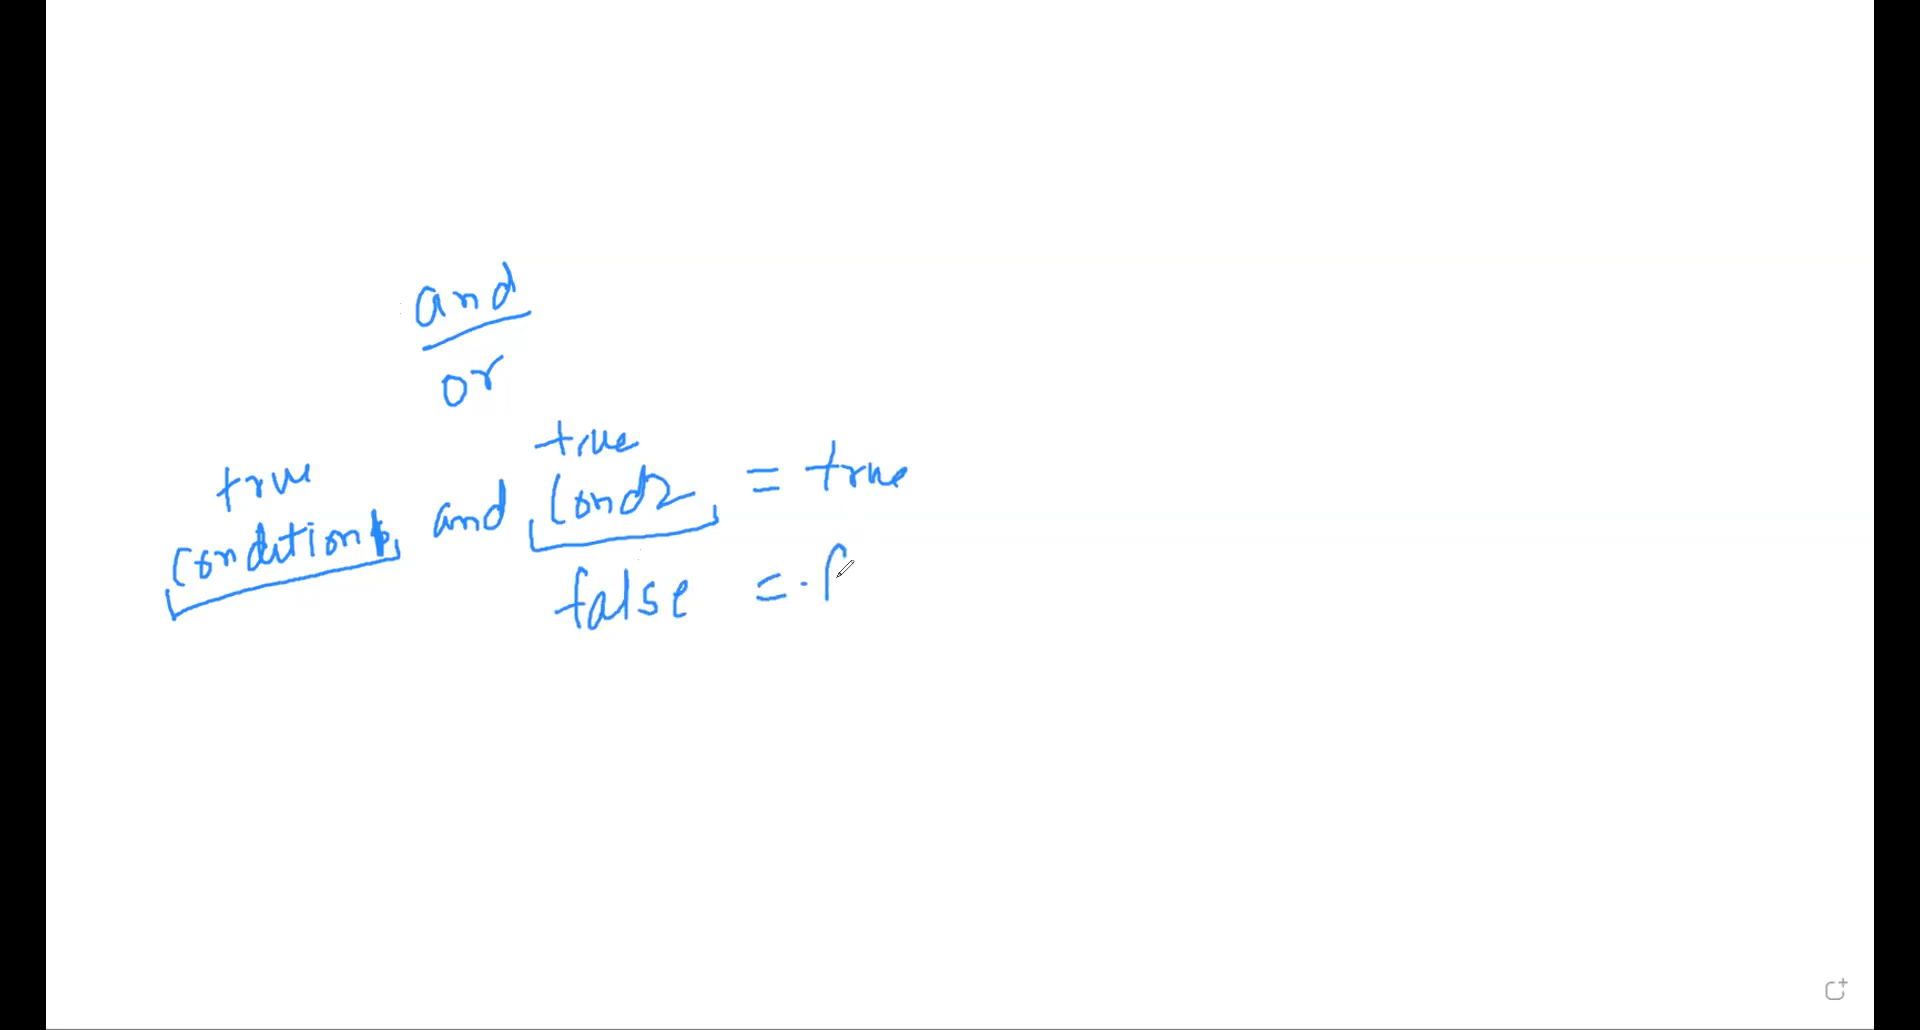 and
or
true true
condition1 and cond2 = true
false = f